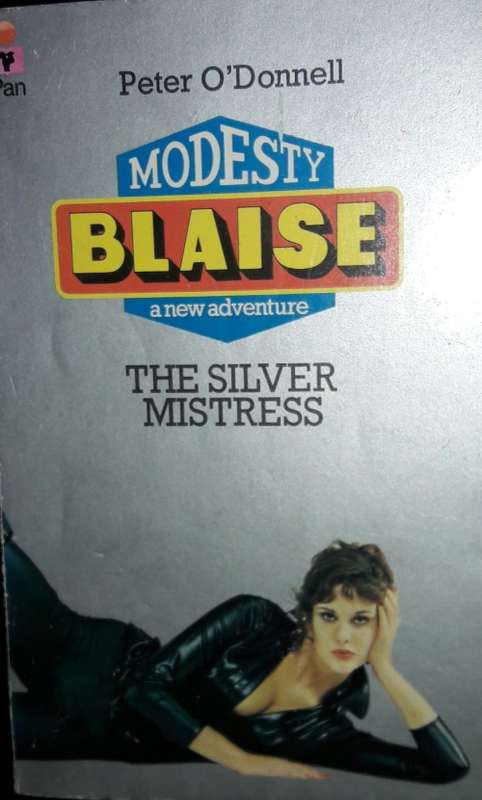 Pan
Peter O'Donnell
MODESTY
BLAISE
a new adventure
THE SILVER
MISTRESS